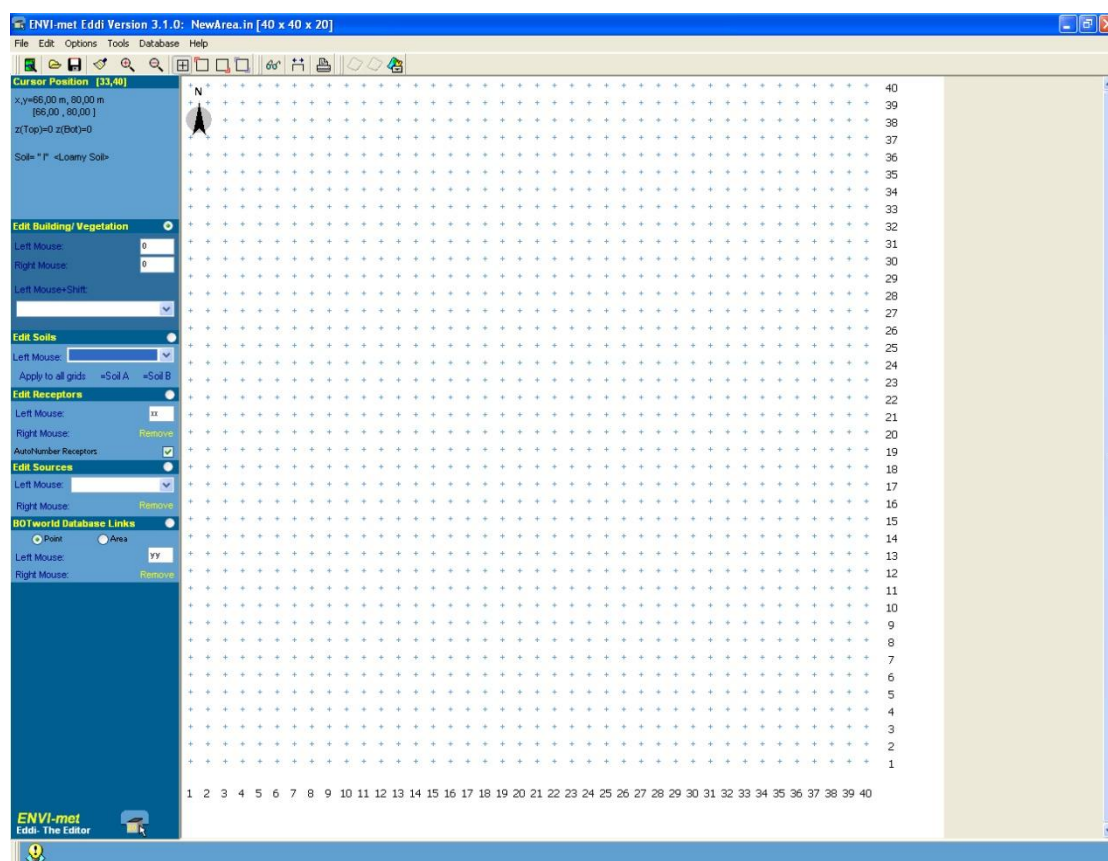 ENVI-met Eddi Version 3.1.0: NewArea.in [40 x 40 x 20]
File Edit Options Tools Database Help
Cursor Position [33,40]
x,y=66,00 m, 80,00 m
[66,00 , 80,00 ]
z(Top)=0 z(Bot)=0
Soil= " l" <Loamy Soil>
Edit Building/ Vegetation
Left Mouse: 0
Right Mouse: 0
Left Mouse+Shift:
Edit Soils
Left Mouse:
Apply to all grids =Soil A =Soil B
Edit Receptors
Left Mouse: xx
Right Mouse: Remove
AutoNumber Receptors
Edit Sources
Left Mouse:
Right Mouse: Remove
BOTworld Database Links
Point Area
Left Mouse: yy
Right Mouse: Remove
ENVI-met
Eddi- The Editor
N
40
39
38
37
36
35
34
33
32
31
30
29
28
27
26
25
24
23
22
21
20
19
18
17
16
15
14
13
12
11
10
9
8
7
6
5
4
3
2
1
1 2 3 4 5 6 7 8 9 10 11 12 13 14 15 16 17 18 19 20 21 22 23 24 25 26 27 28 29 30 31 32 33 34 35 36 37 38 39 40